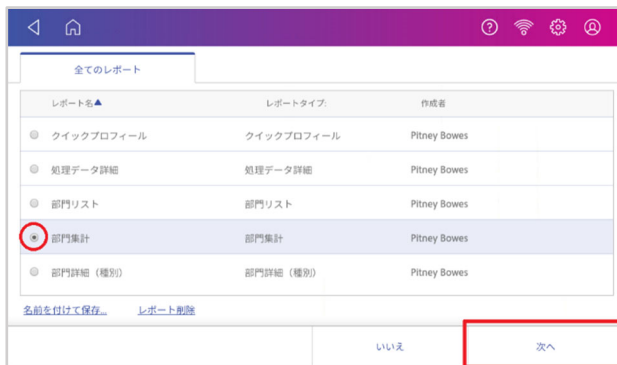 全てのレポート
レポート名▲ レポートタイプ: 作成者
クイックプロフィール クイックプロフィール Pitney Bowes
処理データ詳細 処理データ詳細 Pitney Bowes
部門リスト 部門リスト Pitney Bowes
部門集計 部門集計 Pitney Bowes
部門詳細（種別） 部門詳細（種別） Pitney Bowes
名前を付けて保存... レポート削除
いいえ 次へ